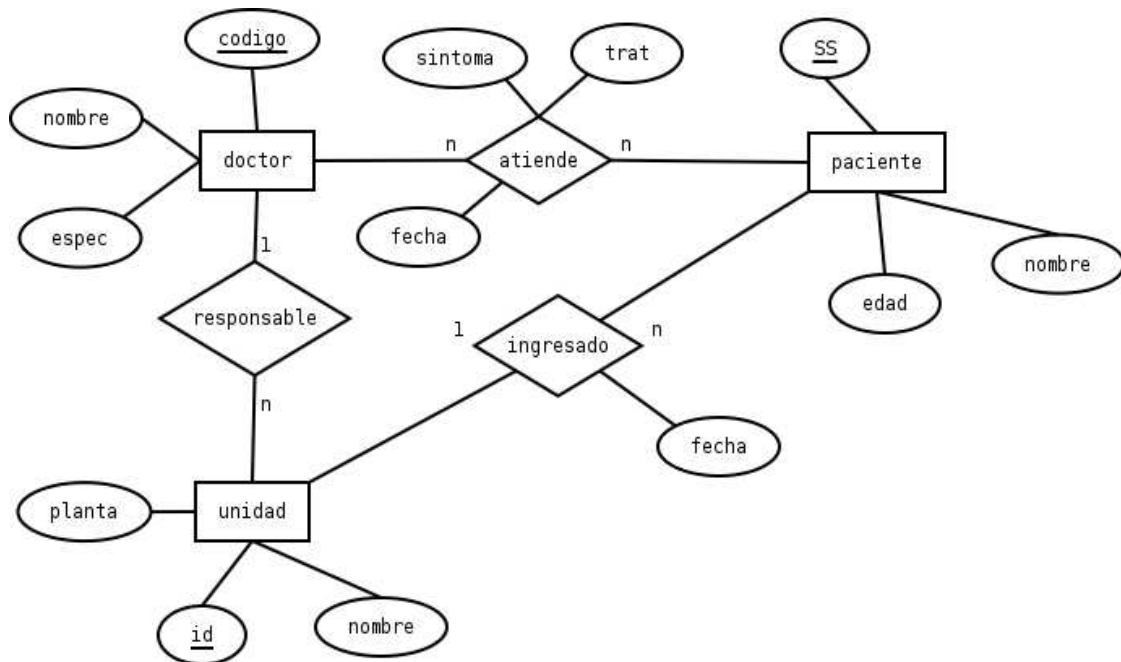 codigo
nombre
espec
doctor
sintoma
trat
n
atiende
n
fecha
SS
paciente
edad
nombre
1
responsable
n
1
ingresado
n
fecha
planta
unidad
id
nombre